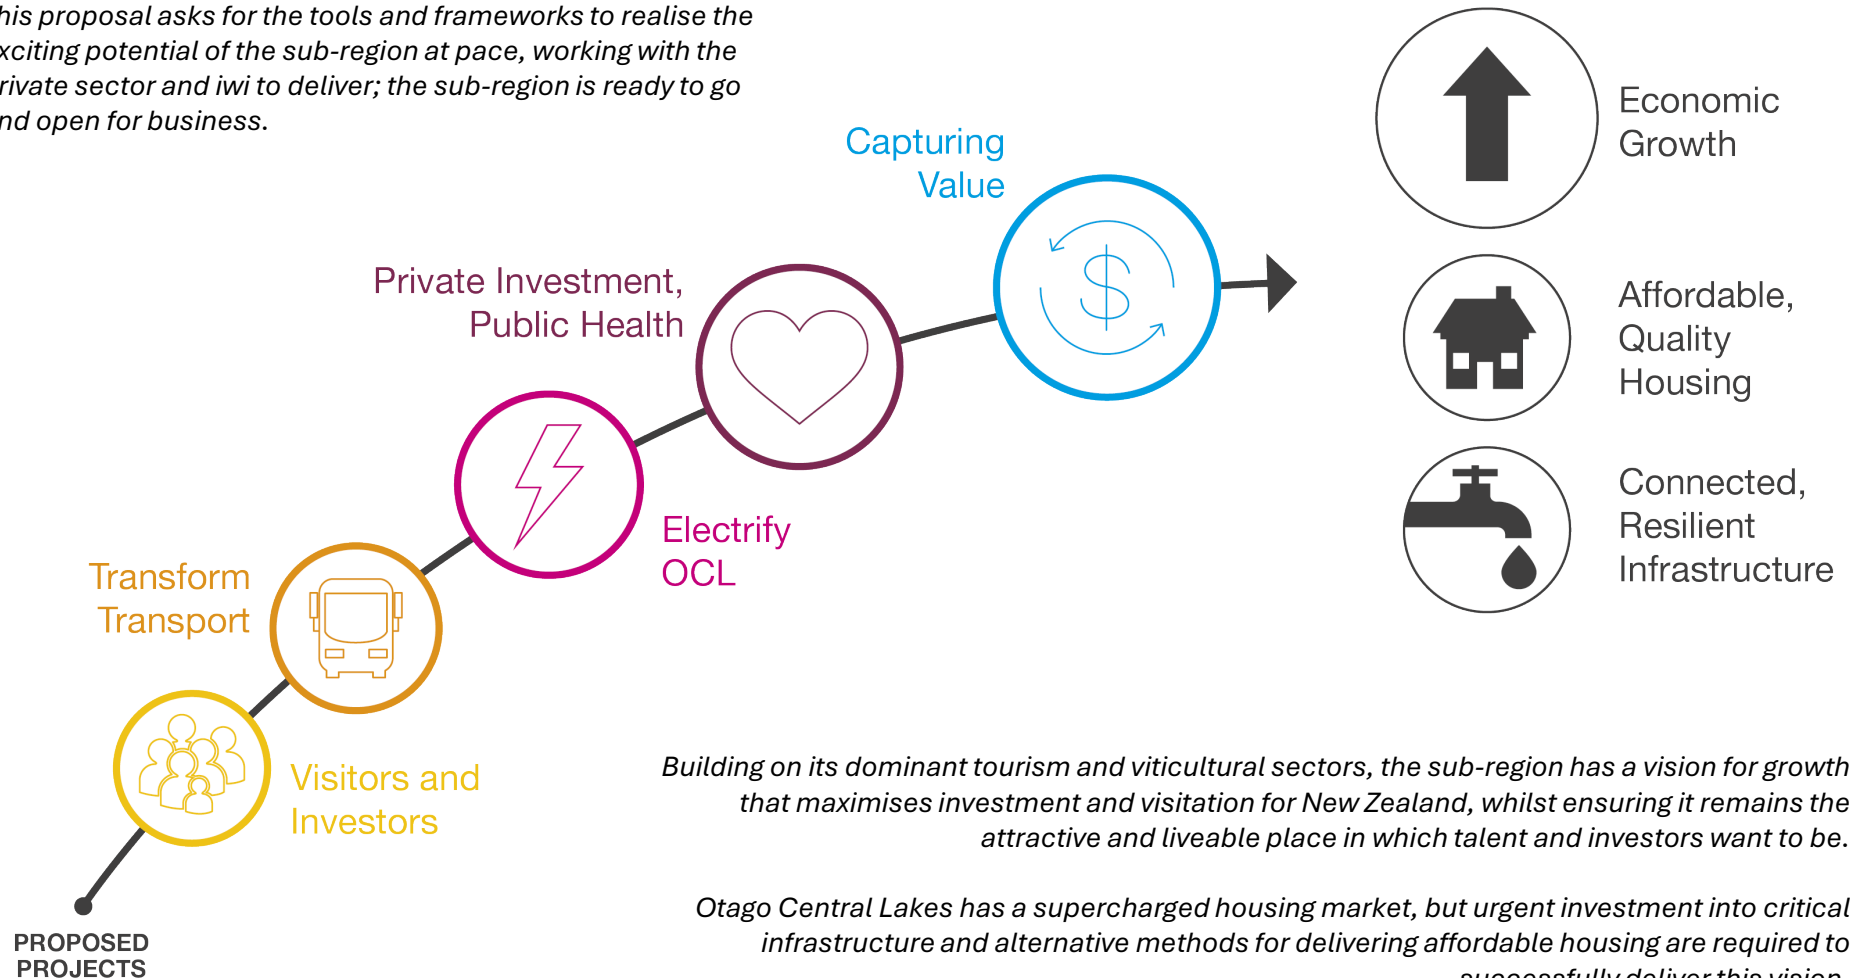 his proposal asks for the tools and frameworks to realise the
xciting potential of the sub-region at pace, working with the
rivate sector and iwi to deliver; the sub-region is ready to go
nd open for business.
Economic
Growth
Capturing
Value
Private Investment,
Public Health
Affordable,
Quality
Housing
Electrify
OCL
Connected,
Resilient
Infrastructure
Transform
Transport
Visitors and
Investors
Building on its dominant tourism and viticultural sectors, the sub-region has a vision for growth
that maximises investment and visitation for New Zealand, whilst ensuring it remains the
attractive and liveable place in which talent and investors want to be.
Otago Central Lakes has a supercharged housing market, but urgent investment into critical
infrastructure and alternative methods for delivering affordable housing are required to
successfully deliver this vision.
PROPOSED
PROJECTS